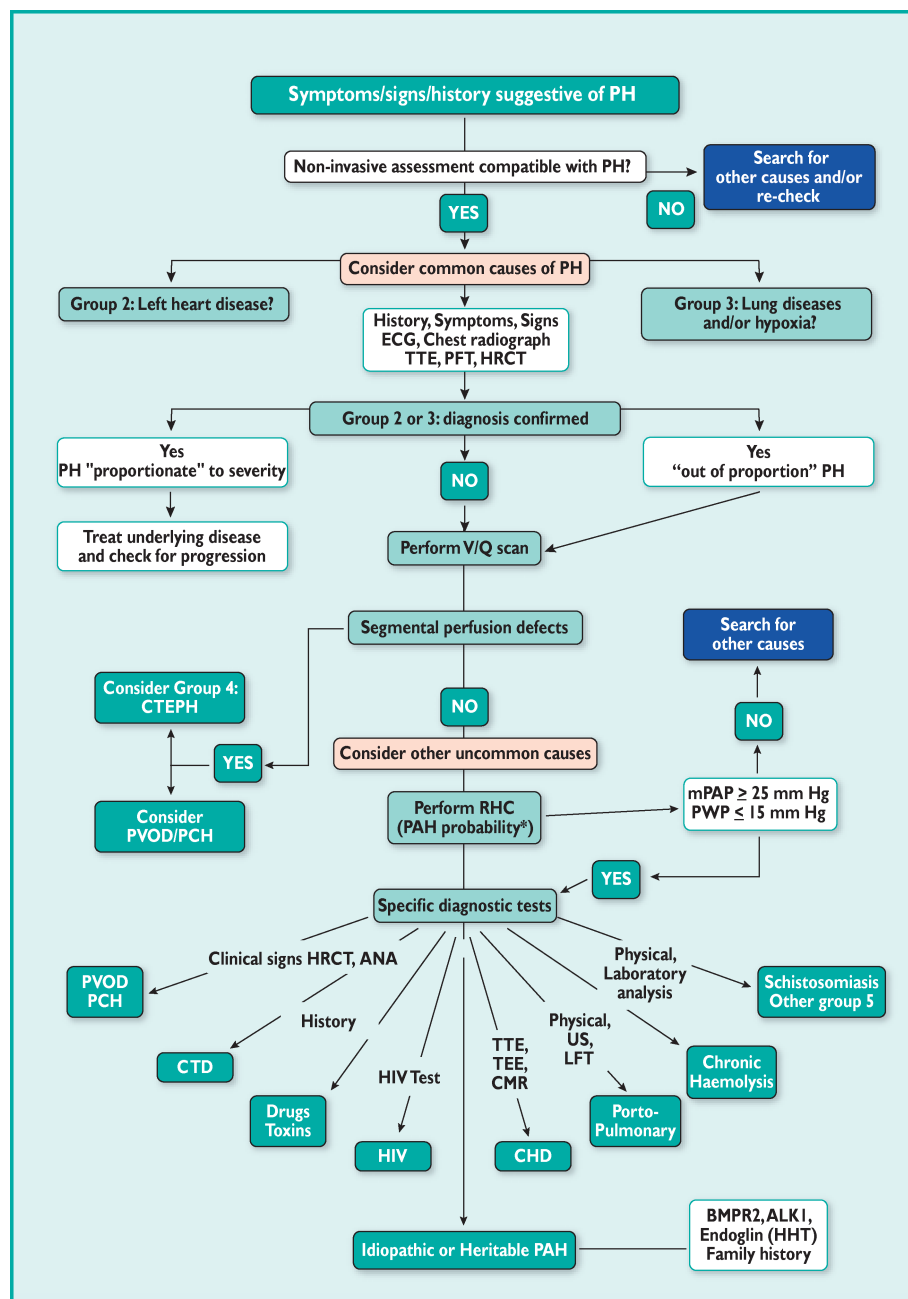 Symptoms/signs/history suggestive of PH
Non-invasive assessment compatible with PH?
Search for
other causes and/or
re-check
YES
NO
Consider common causes of PH
Group 2: Left heart disease?
History, Symptoms, Signs
ECG, Chest radiograph
TTE, PFT, HRCT
Group 3: Lung diseases
and/or hypoxia?
Group 2 or 3: diagnosis confirmed
Yes
PH "proportionate" to severity
NO
Yes
“out of proportion” PH
Treat underlying disease
and check for progression
Perform V/Q scan
Segmental perfusion defects
Search for
other causes
Consider Group 4:
CTEPH
NO
NO
YES
Consider other uncommon causes
Consider
PVOD/PCH
Perform RHC
(PAH probability*)
mPAP ≥ 25 mm Hg
PWP ≤ 15 mm Hg
YES
Specific diagnostic tests
Clinical signs HRCT, ANA
Physical,
Laboratory
analysis
PVOD
PCH
Schistosomiasis
Other group 5
History
Physical,
US,
LFT
TTE,
TEE,
CMR
HIV Test
CTD
Chronic
Haemolysis
Drugs
Toxins
Porto-
Pulmonary
HIV
CHD
Idiopathic or Heritable PAH
BMPR2, ALK1,
Endoglin (HHT)
Family history